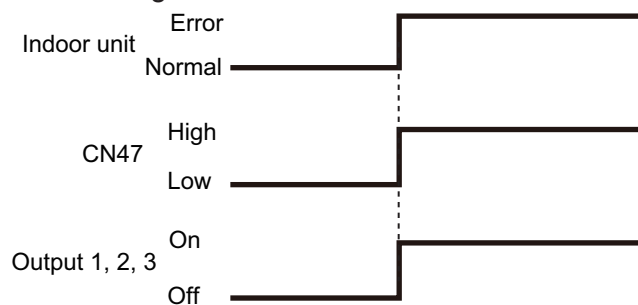 Error
Indoor unit
Normal
High
CN47
Low
On
Output 1, 2, 3
Off